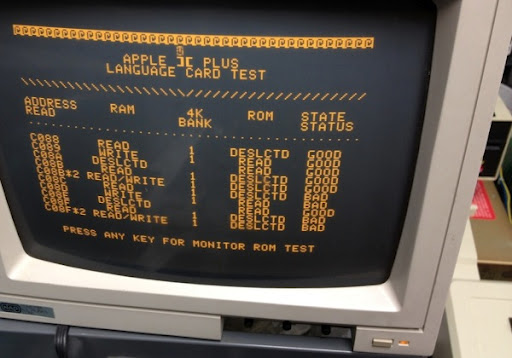 APPLE ][ PLUS
LANGUAGE CARD TEST
ADDRESS READ RAM 4K BANK ROM STATE STATUS
C088 READ 1 DESLCTD GOOD
C089 WRITE 1 READ GOOD
C08A DESLCTD READ GOOD
C08B READ 1 DESLCTD GOOD
C08B*2 READ/WRITE 1 DESLCTD GOOD
C08C READ 1 DESLCTD BAD
C08D WRITE 1 READ BAD
C08E DESLCTD READ GOOD
C08F READ 1 DESLCTD BAD
C08F*2 READ/WRITE 1 DESLCTD BAD
PRESS ANY KEY FOR MONITOR ROM TEST